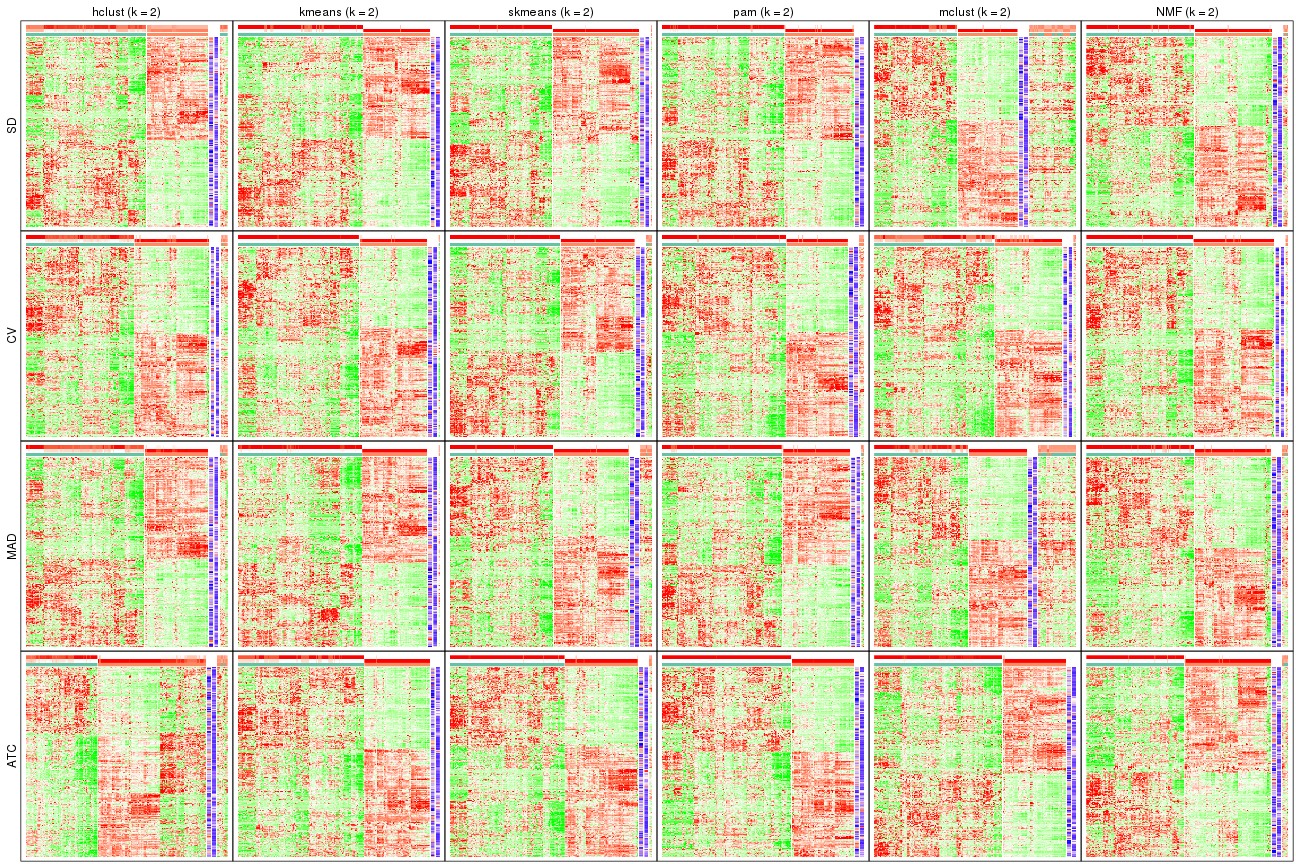 hclust (k = 2) kmeans (k = 2) skmeans (k = 2) pam (k = 2) mclust (k = 2) NMF (k = 2)
SD
CV
MAD
ATC